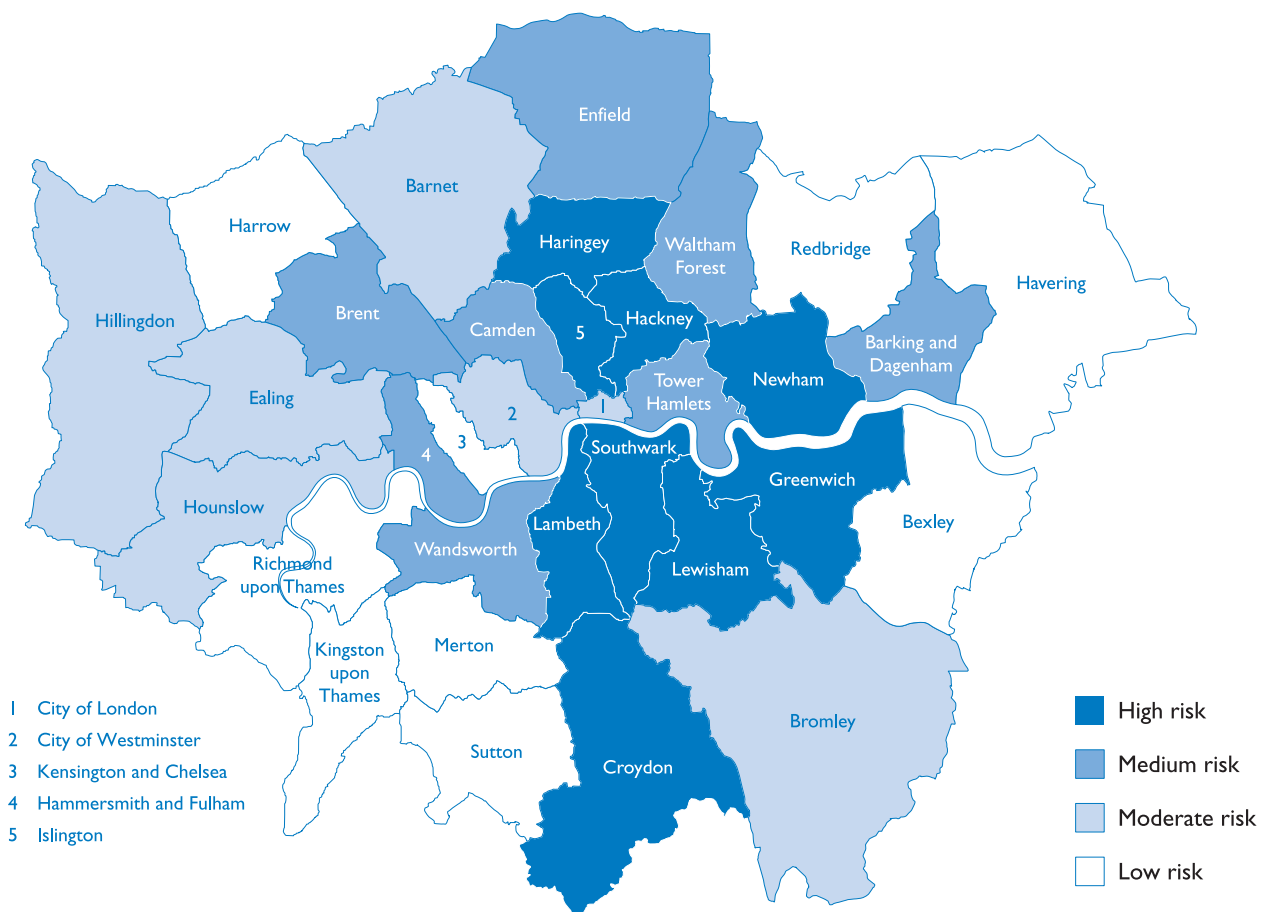 Enfield
Barnet
Harrow
Haringey
Waltham
Forest
Redbridge
Havering
Hillingdon
Brent
Camden
5
Hackney
Barking and
Dagenham
Ealing
Tower
Hamlets
Newham
1
2
3
4
Southwark
Greenwich
Hounslow
Lambeth
Bexley
Wandsworth
Richmond
upon Thames
Lewisham
Merton
Kingston
upon
Thames
Bromley
Sutton
Croydon
1 City of London
2 City of Westminster
3 Kensington and Chelsea
4 Hammersmith and Fulham
5 Islington
High risk
Medium risk
Moderate risk
Low risk